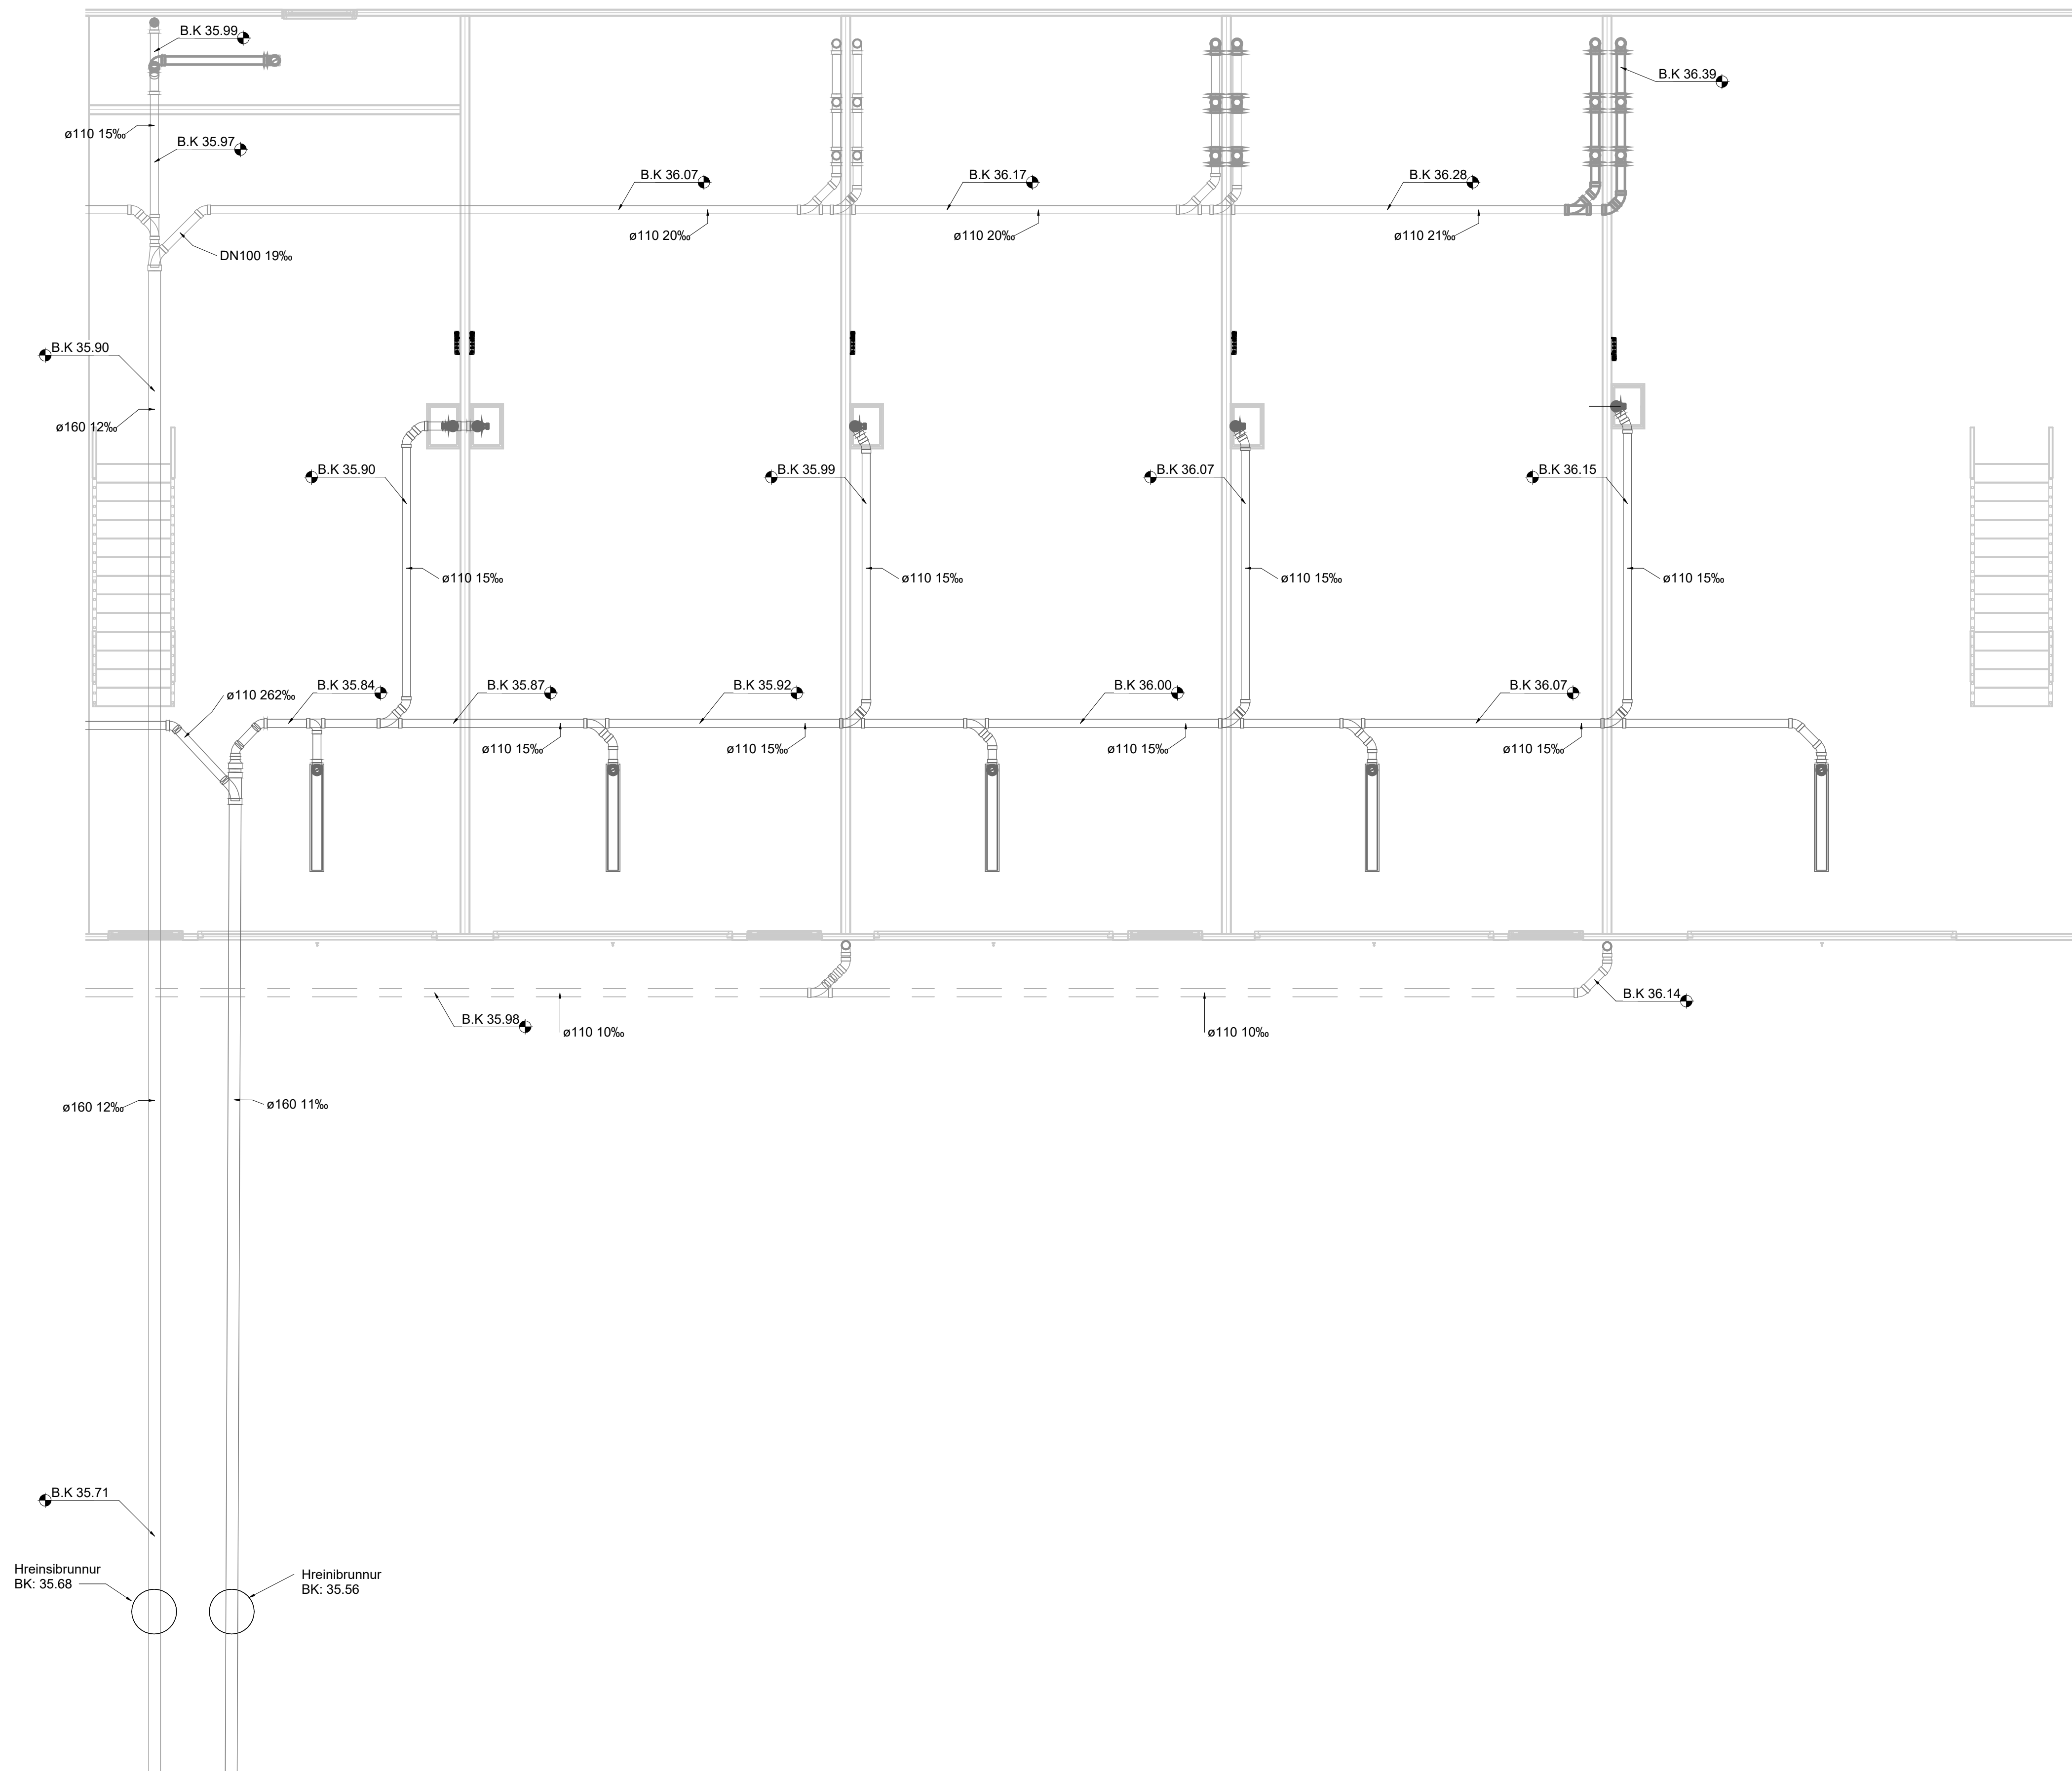 B.K 35.99
B.K 36.39
ø110 15‰
B.K 35.97
B.K 36.07
B.K 36.17
B.K 36.28
ø110 20‰
ø110 20‰
ø110 21‰
DN100 19‰
B.K 35.90
ø160 12‰
B.K 35.90
B.K 35.99
B.K 36.07
B.K 36.15
ø110 15‰
ø110 15‰
ø110 15‰
ø110 15‰
ø110 262‰
B.K 35.84
B.K 35.87
B.K 35.92
B.K 36.00
B.K 36.07
ø110 15‰
ø110 15‰
ø110 15‰
ø110 15‰
B.K 36.14
B.K 35.98
ø110 10‰
ø110 10‰
ø160 12‰
ø160 11‰
B.K 35.71
Hreinsibrunnur
BK: 35.68
Hreinibrunnur
BK: 35.56